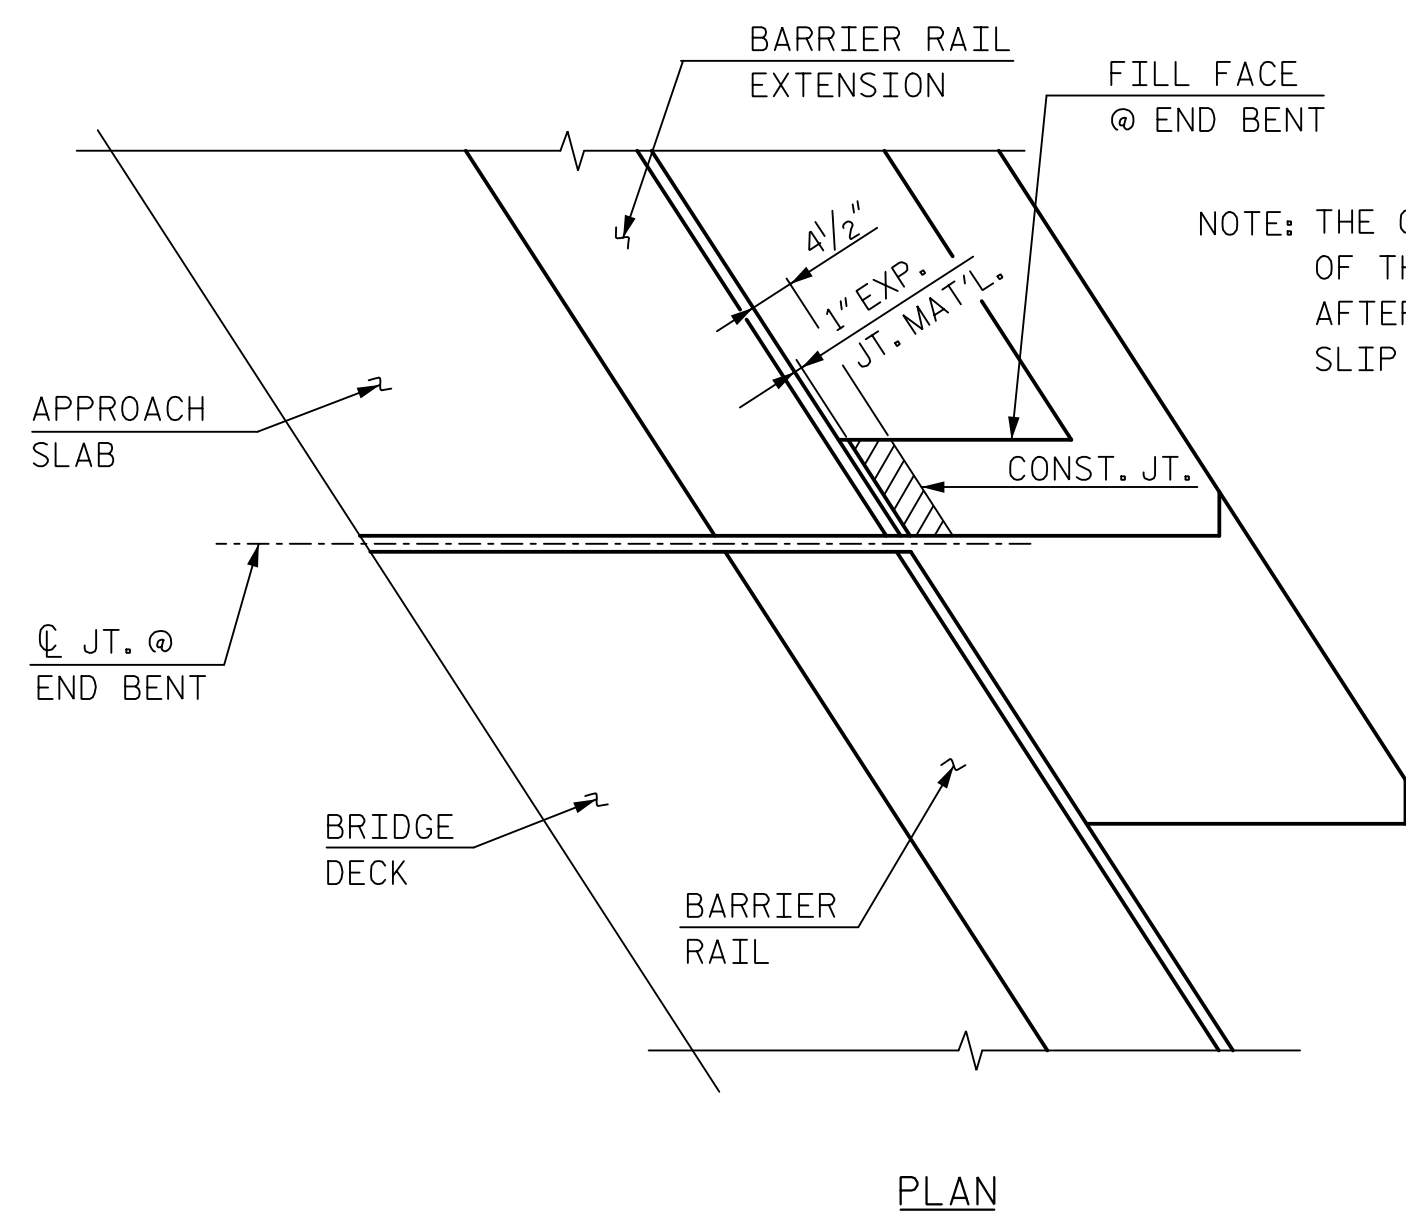 BARRIER RAIL
EXTENSION
FILL FACE
@ END BENT
NOTE: THE
OF
AFTER
SLIP
4½"
1" EXP.
JT. MAT'L.
APPROACH
SLAB
CONST. JT.
℄ JT. @
END BENT
BRIDGE
DECK
BARRIER
RAIL
PLAN